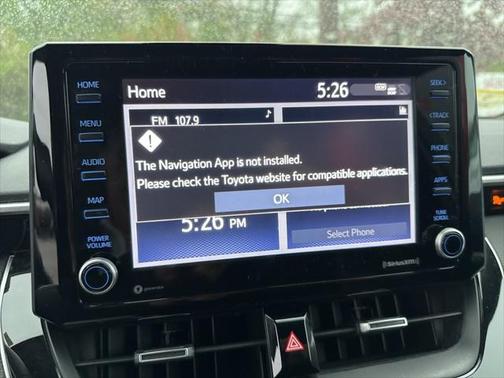 HOME
MENU
AUDIO
MAP
POWER
VOLUME
Home
5:26
FM 107.9
The Navigation App is not installed.
Please check the Toyota website for compatible applications.
OK
5:26 PM
Select Phone
SEEK>
<TRACK
PHONE
APPS
TUNE
SCROLL
SiriusXM